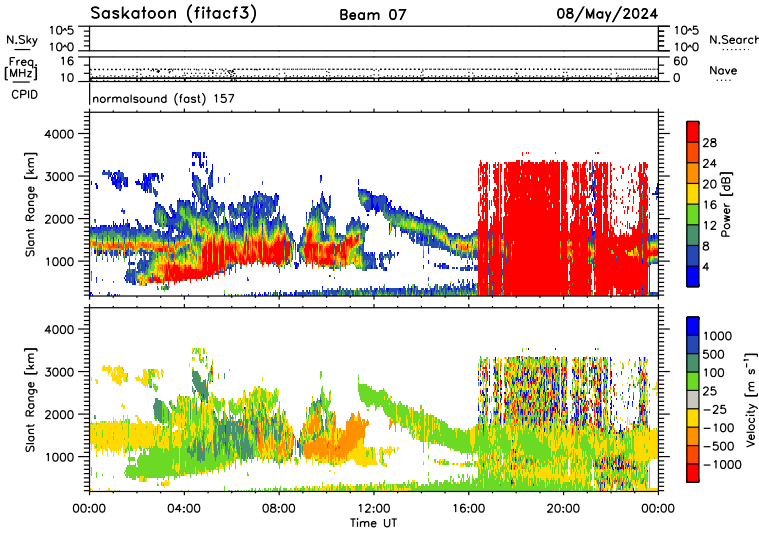 Saskatoon (fitacf3) Beam 07 08/May/2024
N.Sky 10^5 10^0 10^5 10^0 N.Search
Freq. [MHz] 16 10 60 0 Nave
CPID normalsound (fast) 157
Slant Range [km] 4000 3000 2000 1000
28 24 20 16 12 8 4 Power [dB]
Slant Range [km] 4000 3000 2000 1000
1000 500 100 25 −25 −100 −500 −1000 Velocity [m s⁻¹]
00:00 04:00 08:00 12:00 16:00 20:00 00:00
Time UT